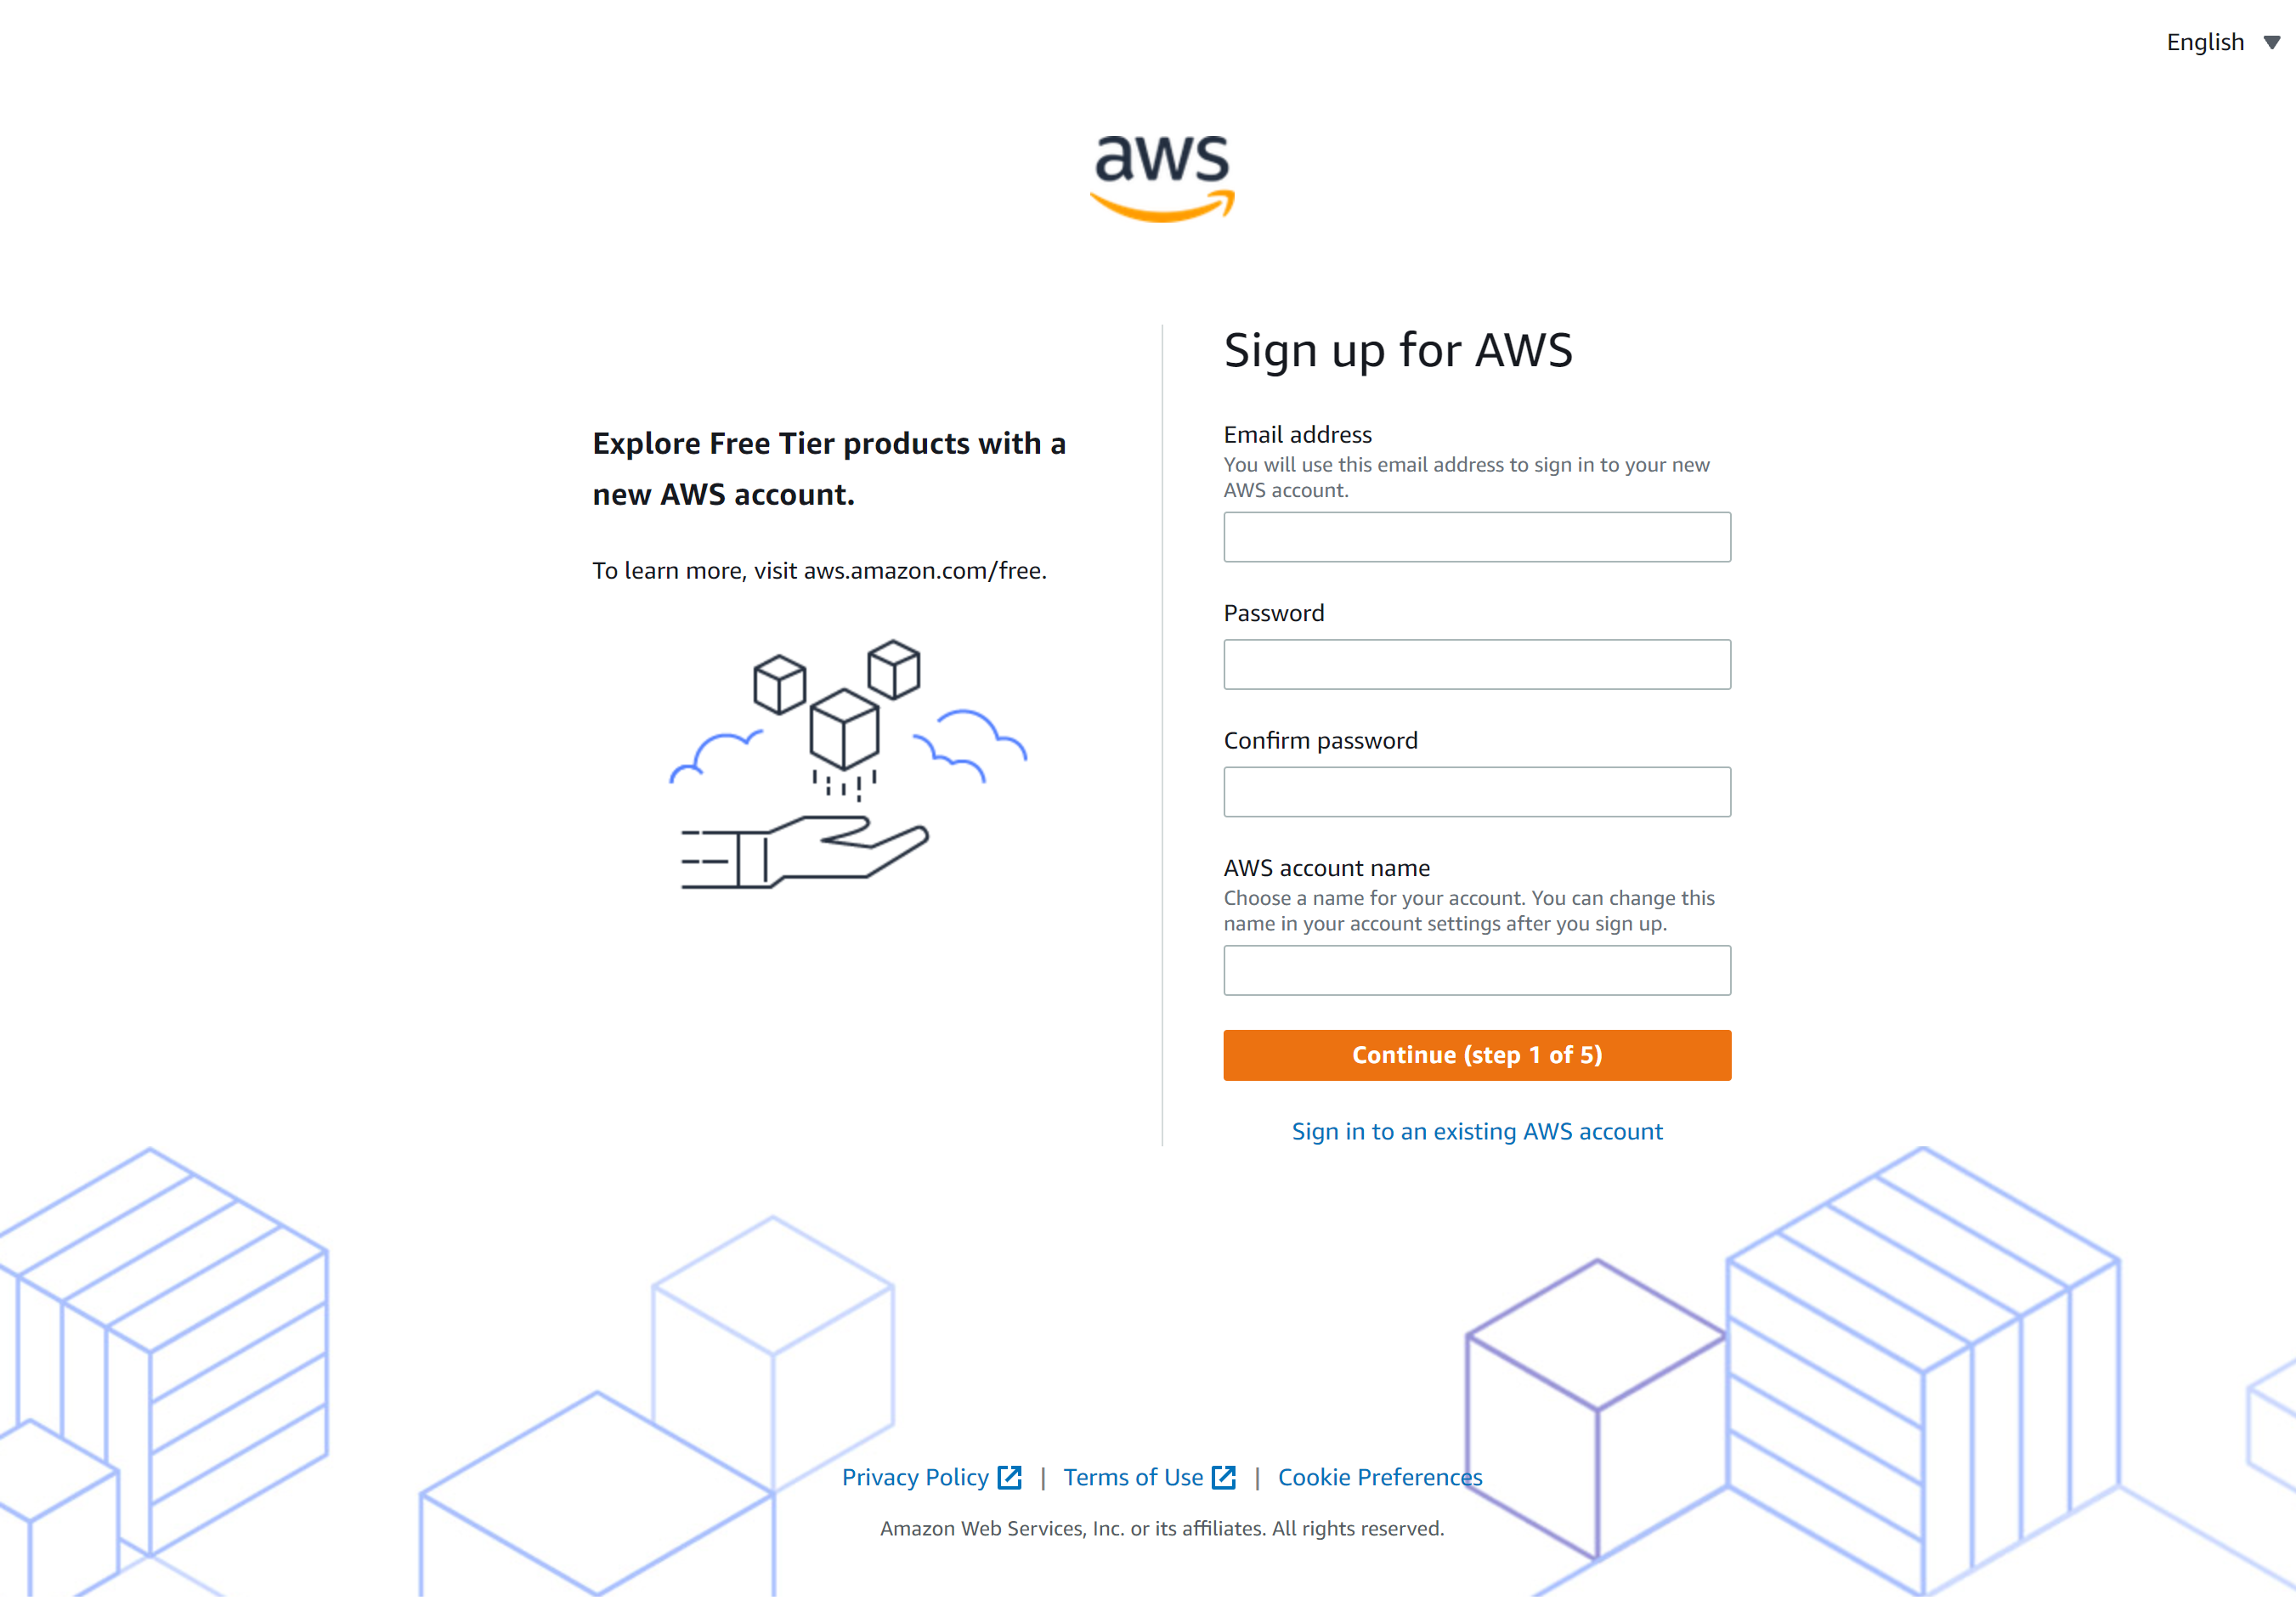 English
aws
Explore Free Tier products with a
new AWS account.
To learn more, visit aws.amazon.com/free.
Sign up for AWS
Email address
You will use this email address to sign in to your new
AWS account.
Password
Confirm password
AWS account name
Choose a name for your account. You can change this
name in your account settings after you sign up.
Continue (step 1 of 5)
Sign in to an existing AWS account
Privacy Policy | Terms of Use | Cookie Preferences
Amazon Web Services, Inc. or its affiliates. All rights reserved.